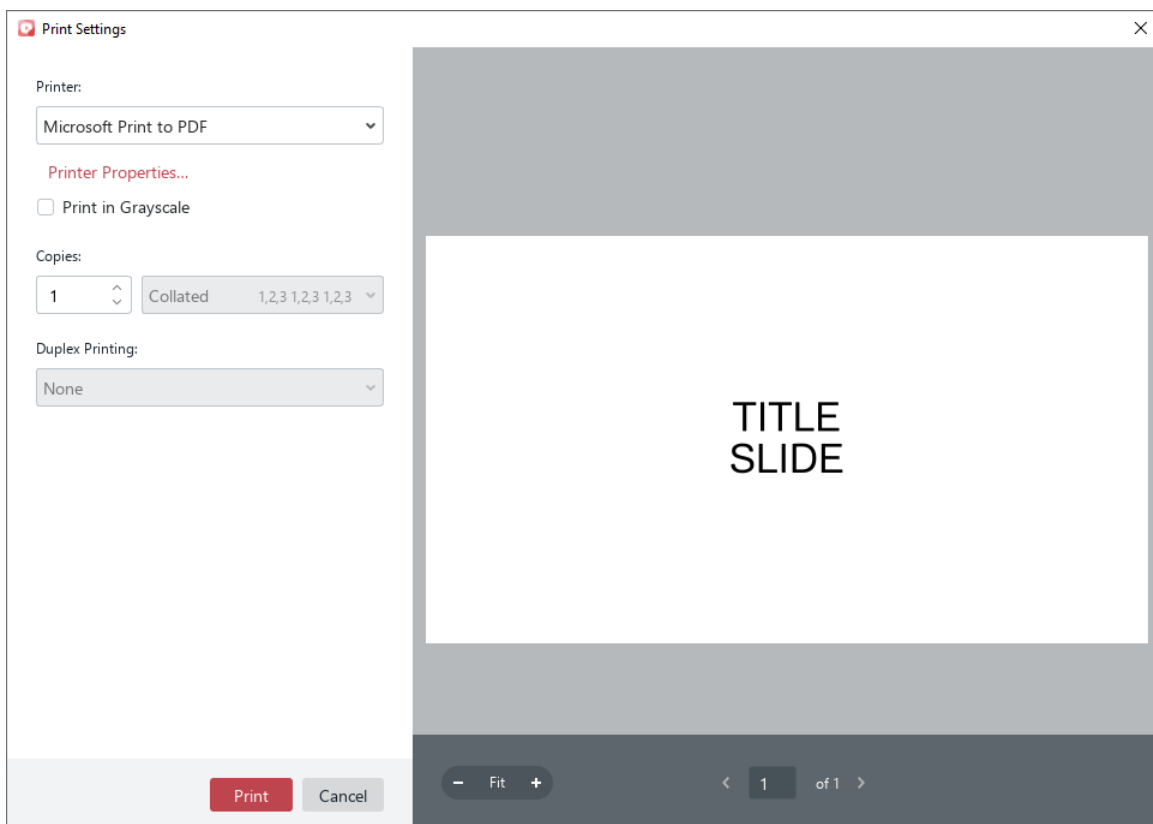 Print Settings
Printer:
Microsoft Print to PDF
Printer Properties...
Print in Grayscale
Copies:
1
Collated 1,2,3 1,2,3 1,2,3
Duplex Printing:
None
Print
Cancel
TITLE
SLIDE
− Fit +
1 of 1